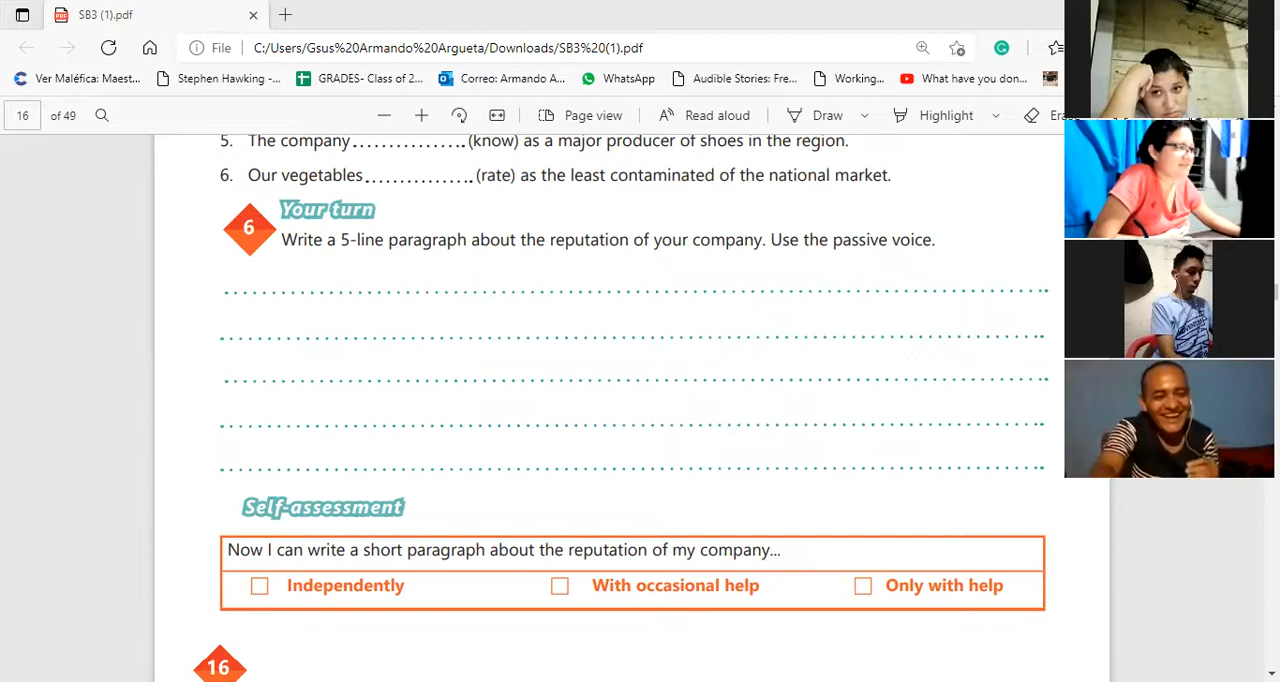 SB3 (1).pdf
File C:/Users/Gsus%20Armando%20Argueta/Downloads/SB3%20(1).pdf
Ver Maléfica: Maest... Stephen Hawking -... GRADES- Class of 2... Correo: Armando A... WhatsApp Audible Stories: Fre... Working... What have you don...
16 of 49 Page view Read aloud Draw Highlight Era
5. The company................(know) as a major producer of shoes in the region.
6. Our vegetables................(rate) as the least contaminated of the national market.
Your turn
6 Write a 5-line paragraph about the reputation of your company. Use the passive voice.
Self-assessment
Now I can write a short paragraph about the reputation of my company...
Independently With occasional help Only with help
16